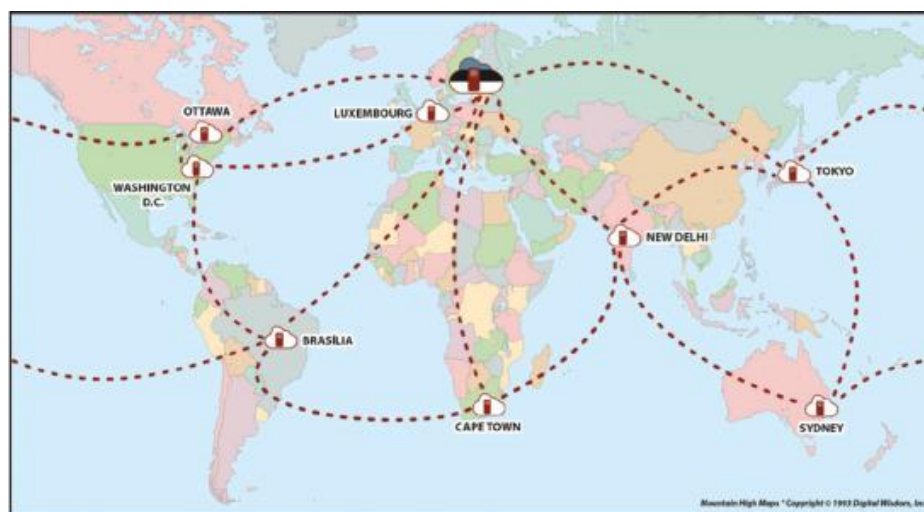 OTTAWA
LUXEMBOURG
WASHINGTON
D.C.
TOKYO
NEW DELHI
BRASÍLIA
CAPE TOWN
SYDNEY
Mountain High Maps ® Copyright © 1993 Digital Wisdom, Inc